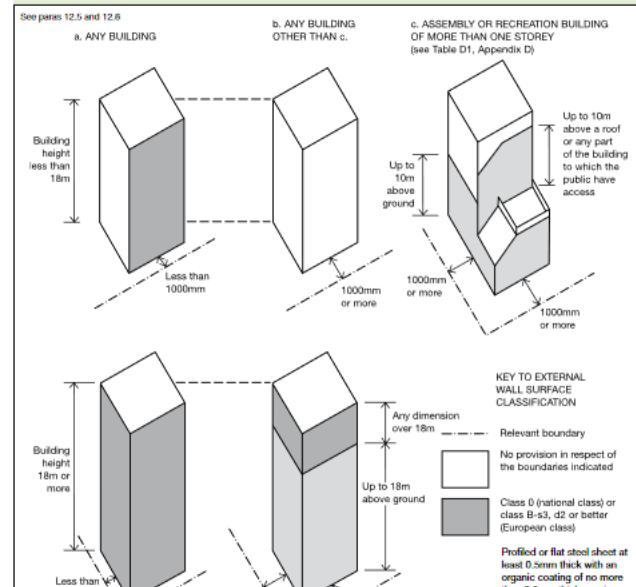 See paras 12.5 and 12.6
a. ANY BUILDING
b. ANY BUILDING
OTHER THAN c.
c. ASSEMBLY OR RECREATION BUILDING
OF MORE THAN ONE STOREY
(see Table D1, Appendix D)
Building
height
less than
18m
Less than
1000mm
1000mm
or more
Up to
10m
above
ground
Up to 10m
above a roof
or any part
of the building
to which the
public have
access
1000mm
or more
1000mm
or more
Building
height
18m or
more
Less than
Any dimension
over 18m
Up to 18m
above ground
KEY TO EXTERNAL
WALL SURFACE
CLASSIFICATION
Relevant boundary
No provision in respect of
the boundaries indicated
Class 0 (national class) or
class B-s3, d2 or better
(European class)
Profiled or flat steel sheet at
least 0.5mm thick with an
organic coating of no more